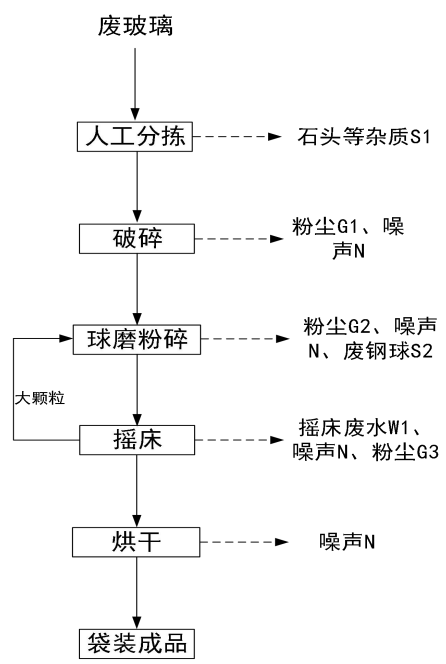 废玻璃
人工分拣
石头等杂质S1
破碎
粉尘G1、噪
声N
球磨粉碎
粉尘G2、噪声
N、废钢球S2
大颗粒
摇床
摇床废水W1、
噪声N、粉尘G3
烘干
噪声N
袋装成品